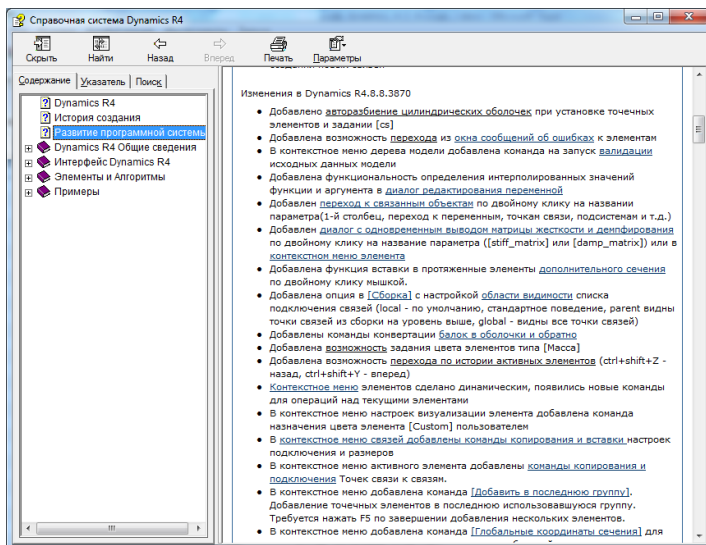 Справочная система Dynamics R4
Скрыть Найти Назад Вперед Печать Параметры
Содержание Указатель Поиск
Dynamics R4
История создания
Развитие программной системы
Dynamics R4 Общие сведения
Интерфейс Dynamics R4
Элементы и Алгоритмы
Примеры
Изменения в Dynamics R4.8.8.3870
Добавлено авторазбиение цилиндрических оболочек при установке точечных
элементов и задании [cs]
Добавлена возможность перехода из окна сообщений об ошибках к элементам
В контекстное меню дерева модели добавлена команда на запуск валидации
исходных данных модели
Добавлена функциональность определения интерполированных значений
функции и аргумента в диалог редактирования переменной
Добавлен переход к связанным объектам по двойному клику на названии
параметра(1-й столбец, переход к переменным, точкам связи, подсистемам и т.д.)
Добавлен диалог с одновременным выводом матрицы жесткости и демпфирования
по двойному клику на название параметра ([stiff_matrix] или [damp_matrix]) или в
контекстном меню элемента
Добавлена функция вставки в протяженные элементы дополнительного сечения
по двойному клику мышкой.
Добавлена опция в [Сборка] с настройкой области видимости списка
подключения связей (local - по умолчанию, стандартное поведение, parent видны
точки связей из сборки на уровень выше, global - видны все точки связей)
Добавлены команды конвертации балок в оболочки и обратно
Добавлена возможность задания цвета элементов типа [Масса]
Добавлена возможность перехода по истории активных элементов (ctrl+shift+Z -
назад, ctrl+shift+Y - вперед)
Контекстное меню элементов сделано динамическим, появились новые команды
для операций над текущими элементами
В контекстное меню настроек визуализации элемента добавлена команда
назначения цвета элемента [Custom] пользователем
В контекстное меню связей добавлены команды копирования и вставки настроек
подключения и размеров
В контекстное меню активного элемента добавлены команды копирования и
подключения Точек связи к связям.
В контекстное меню добавлена команда [Добавить в последнюю группу].
Добавление точечных элементов в последнюю использовавшуюся группу.
Требуется нажать F5 по завершении добавления нескольких элементов.
В контекстное меню добавлена команда [Глобальные координаты сечения] для